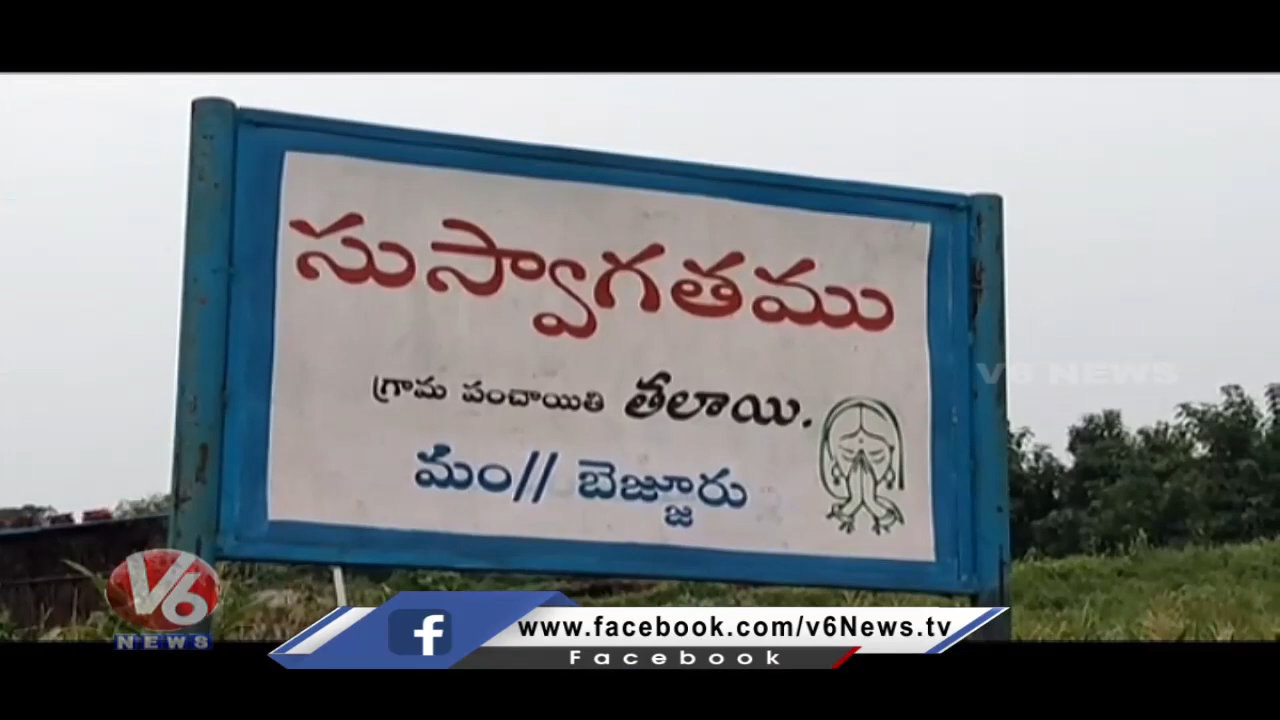 సుస్వాగతము
గ్రామ పంచాయితి తలాయి.
మం// బెజ్జూరు
V6 NEWS
V6
NEWS
www.facebook.com/v6News.tv
Facebook